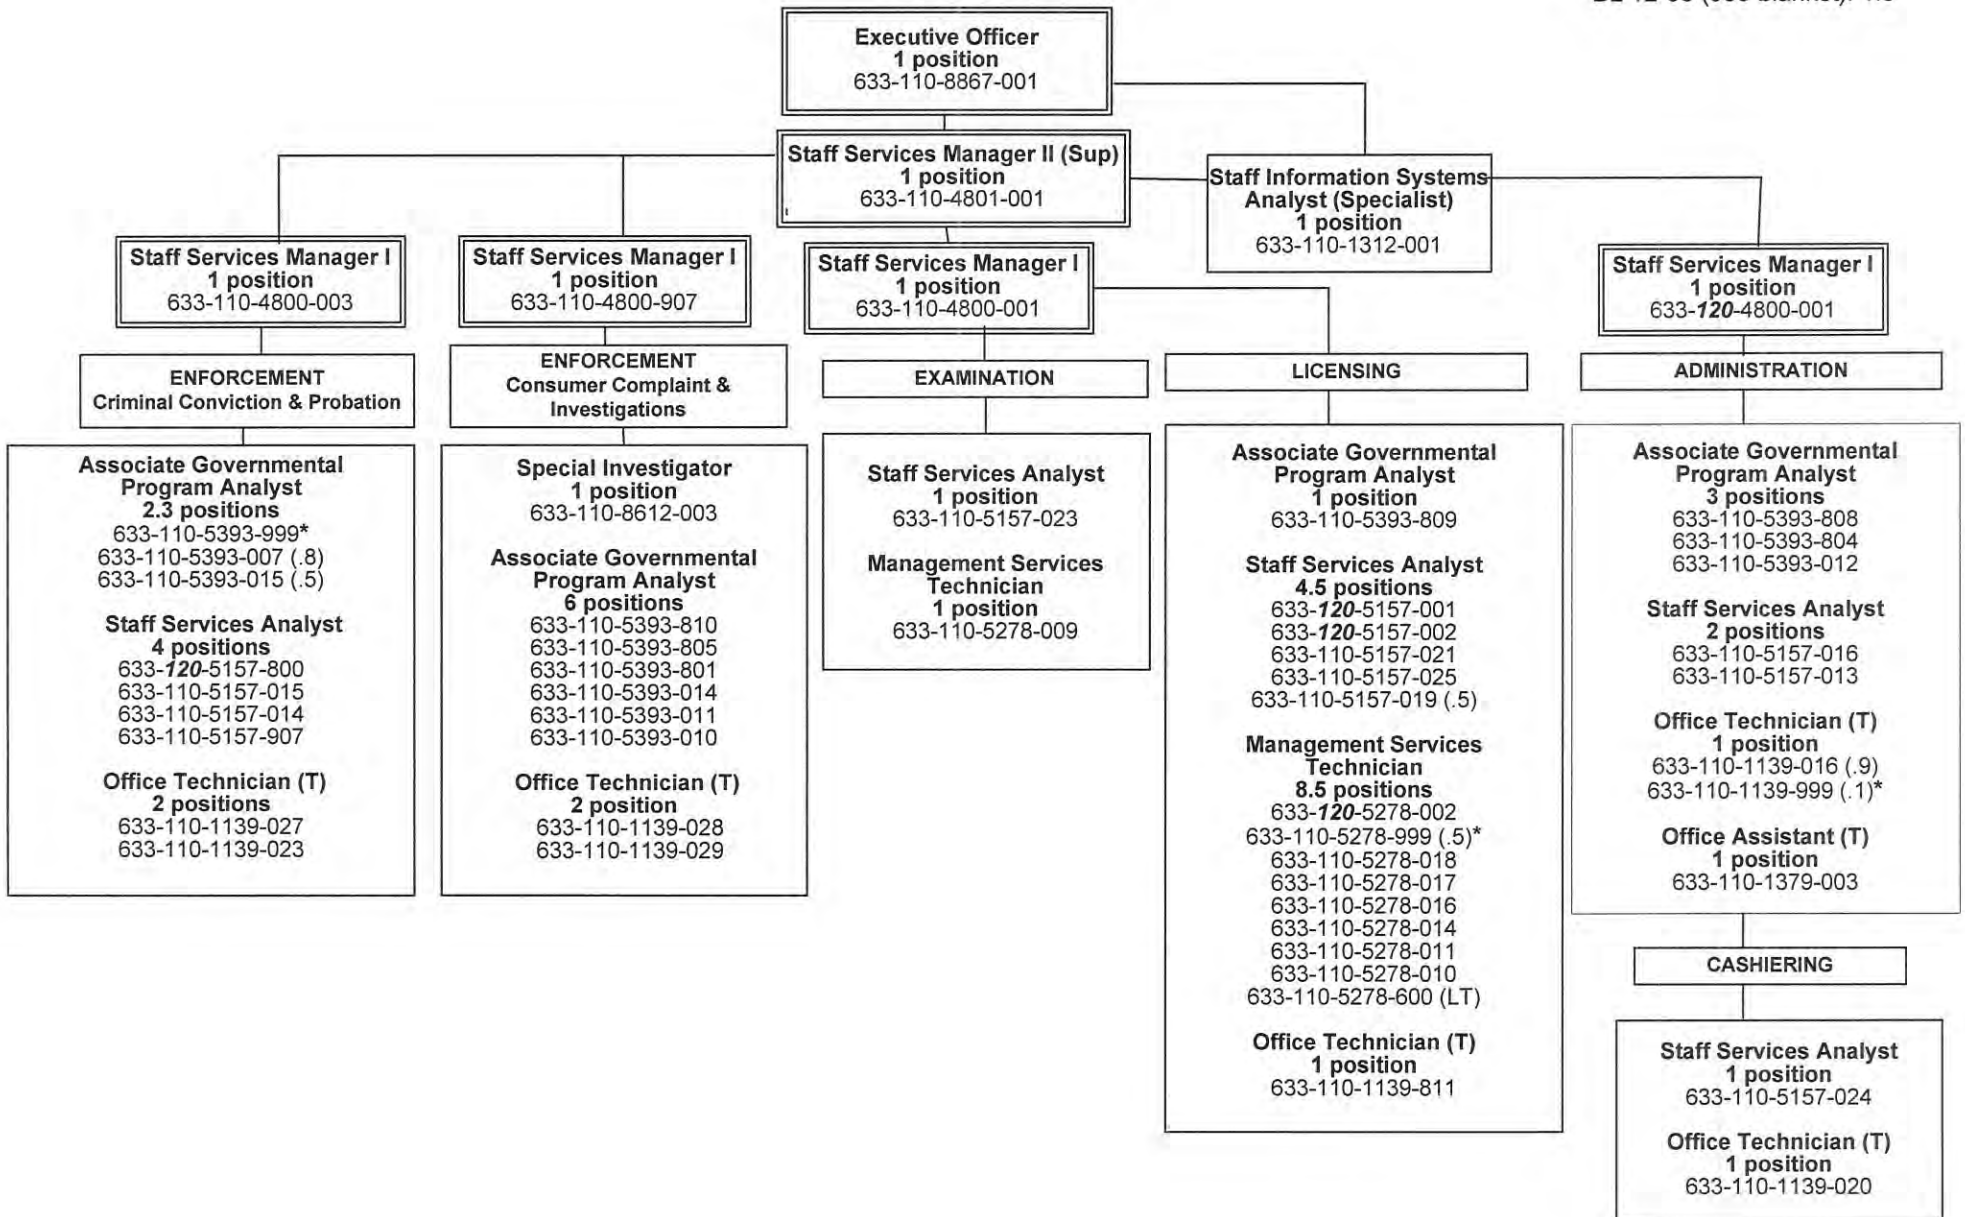 Executive Officer
1 position
633-110-8867-001
Staff Services Manager II (Sup)
1 position
633-110-4801-001
Staff Information Systems
Analyst (Specialist)
1 position
633-110-1312-001
Staff Services Manager I
1 position
633-110-4800-003
Staff Services Manager I
1 position
633-110-4800-907
Staff Services Manager I
1 position
633-110-4800-001
Staff Services Manager I
1 position
633-120-4800-001
ENFORCEMENT
Criminal Conviction & Probation
Associate Governmental
Program Analyst
2.3 positions
633-110-5393-999*
633-110-5393-007 (.8)
633-110-5393-015 (.5)
Staff Services Analyst
4 positions
633-120-5157-800
633-110-5157-015
633-110-5157-014
633-110-5157-907
Office Technician (T)
2 positions
633-110-1139-027
633-110-1139-023
ENFORCEMENT
Consumer Complaint &
Investigations
Special Investigator
1 position
633-110-8612-003
Associate Governmental
Program Analyst
6 positions
633-110-5393-810
633-110-5393-805
633-110-5393-801
633-110-5393-014
633-110-5393-011
633-110-5393-010
Office Technician (T)
2 position
633-110-1139-028
633-110-1139-029
EXAMINATION
Staff Services Analyst
1 position
633-110-5157-023
Management Services
Technician
1 position
633-110-5278-009
LICENSING
Associate Governmental
Program Analyst
1 position
633-110-5393-809
Staff Services Analyst
4.5 positions
633-120-5157-001
633-120-5157-002
633-110-5157-021
633-110-5157-025
633-110-5157-019 (.5)
Management Services
Technician
8.5 positions
633-120-5278-002
633-110-5278-999 (.5)*
633-110-5278-018
633-110-5278-017
633-110-5278-016
633-110-5278-014
633-110-5278-011
633-110-5278-010
633-110-5278-600 (LT)
Office Technician (T)
1 position
633-110-1139-811
ADMINISTRATION
Associate Governmental
Program Analyst
3 positions
633-110-5393-808
633-110-5393-804
633-110-5393-012
Staff Services Analyst
2 positions
633-110-5157-016
633-110-5157-013
Office Technician (T)
1 position
633-110-1139-016 (.9)
633-110-1139-999 (.1)*
Office Assistant (T)
1 position
633-110-1379-003
CASHIERING
Staff Services Analyst
1 position
633-110-5157-024
Office Technician (T)
1 position
633-110-1139-020